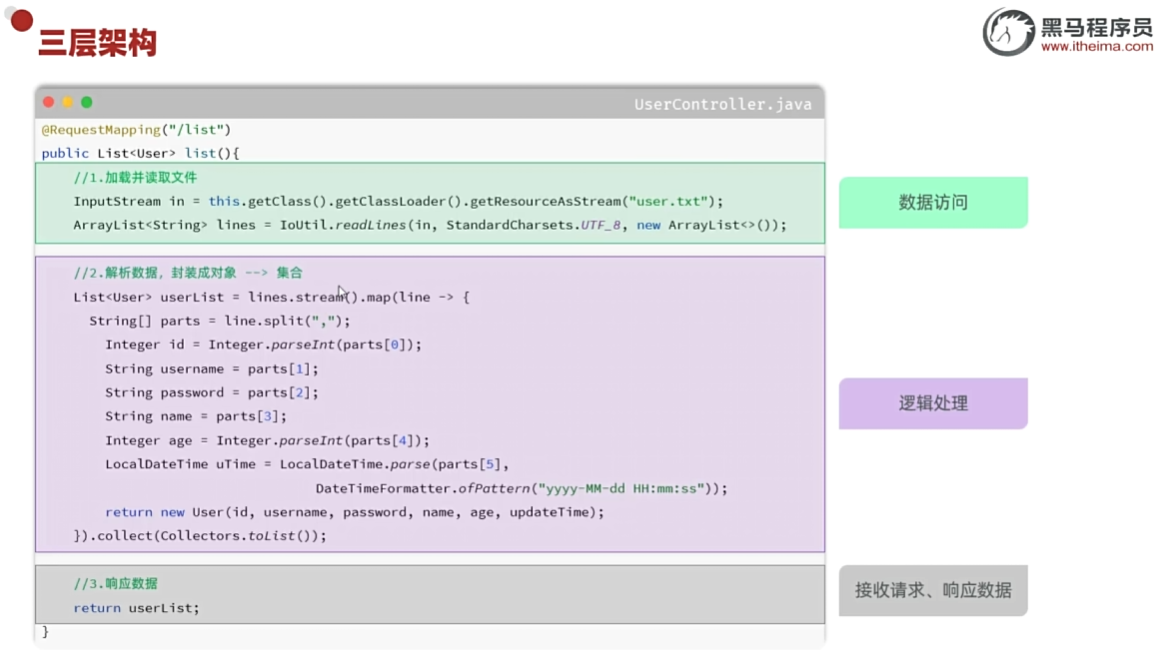 三层架构
黑马程序员
www.itheima.com
UserController.java
@RequestMapping("/list")
public List<User> list(){
//1.加载并读取文件
InputStream in = this.getClass().getClassLoader().getResourceAsStream("user.txt");
ArrayList<String> lines = IoUtil.readLines(in, StandardCharsets.UTF_8, new ArrayList<>());
数据访问
//2.解析数据，封装成对象 --> 集合
List<User> userList = lines.stream().map(line -> {
String[] parts = line.split(",");
Integer id = Integer.parseInt(parts[0]);
String username = parts[1];
String password = parts[2];
String name = parts[3];
Integer age = Integer.parseInt(parts[4]);
LocalDateTime uTime = LocalDateTime.parse(parts[5],
DateTimeFormatter.ofPattern("yyyy-MM-dd HH:mm:ss"));
return new User(id, username, password, name, age, updateTime);
}).collect(Collectors.toList());
逻辑处理
//3.响应数据
return userList;
接收请求、响应数据
}